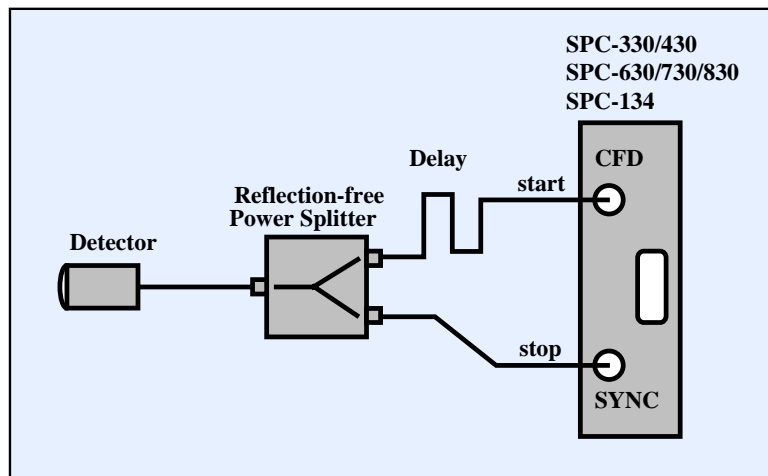 SPC-330/430
SPC-630/730/830
SPC-134
CFD
Delay
start
Reflection-free
Power Splitter
Detector
stop
SYNC